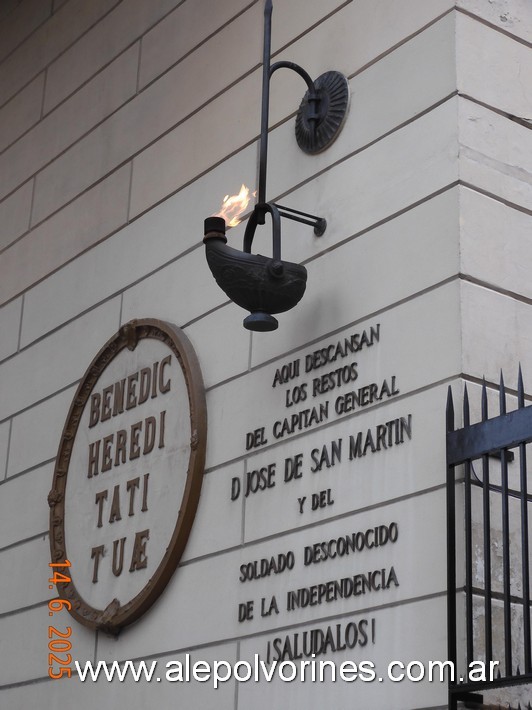 BENEDIC
HEREDI
TATI
TUÆ
AQUI DESCANSAN
LOS RESTOS
DEL CAPITAN GENERAL
D JOSE DE SAN MARTIN
Y DEL
SOLDADO DESCONOCIDO
DE LA INDEPENDENCIA
¡SALUDALOS!
14. 6. 2025
www.alepolvorines.com.ar